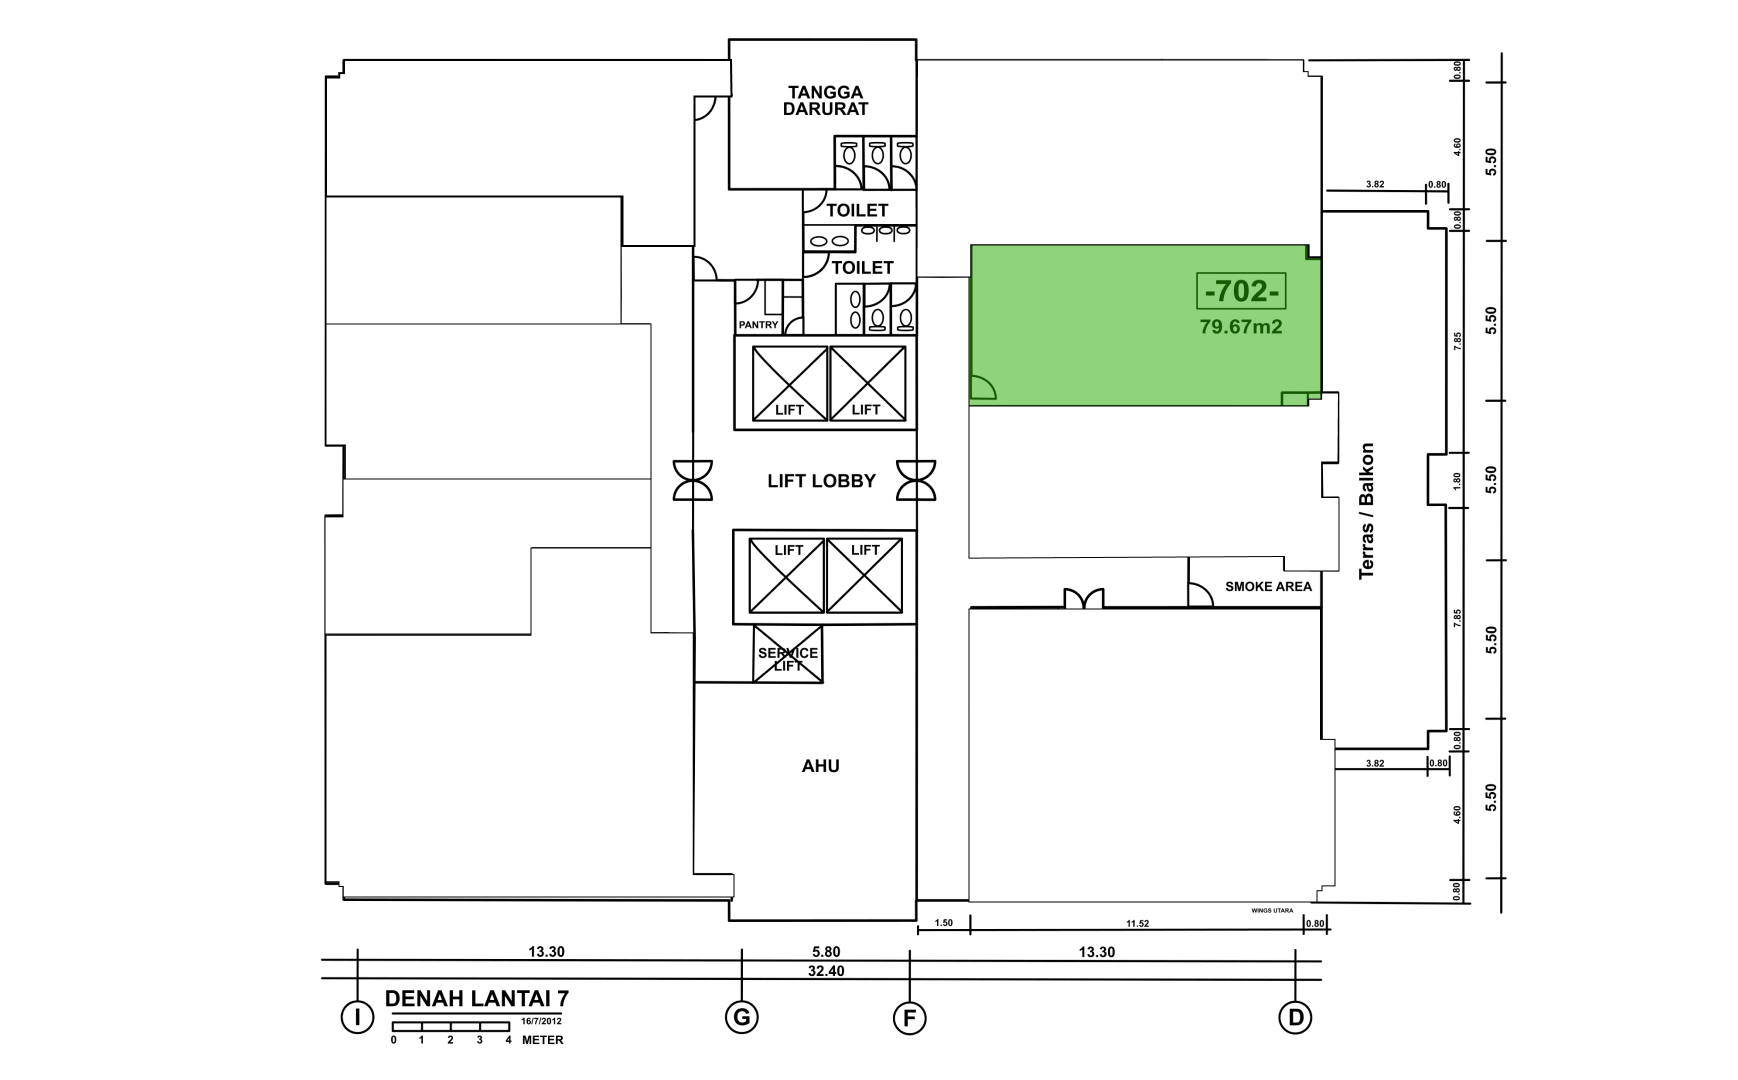 TANGGA
DARURAT
TOILET
TOILET
PANTRY
LIFT
LIFT
LIFT LOBBY
LIFT
LIFT
SERVICE
LIFT
AHU
-702-
79.67m2
SMOKE AREA
Terras / Balkon
WINGS UTARA
3.82
0.80
3.82
0.80
0.80
4.60
0.80
7.85
1.80
7.85
0.80
4.60
0.80
5.50
5.50
5.50
5.50
5.50
1.50
11.52
0.80
13.30
5.80
13.30
32.40
I
G
F
D
DENAH LANTAI 7
16/7/2012
0 1 2 3 4 METER